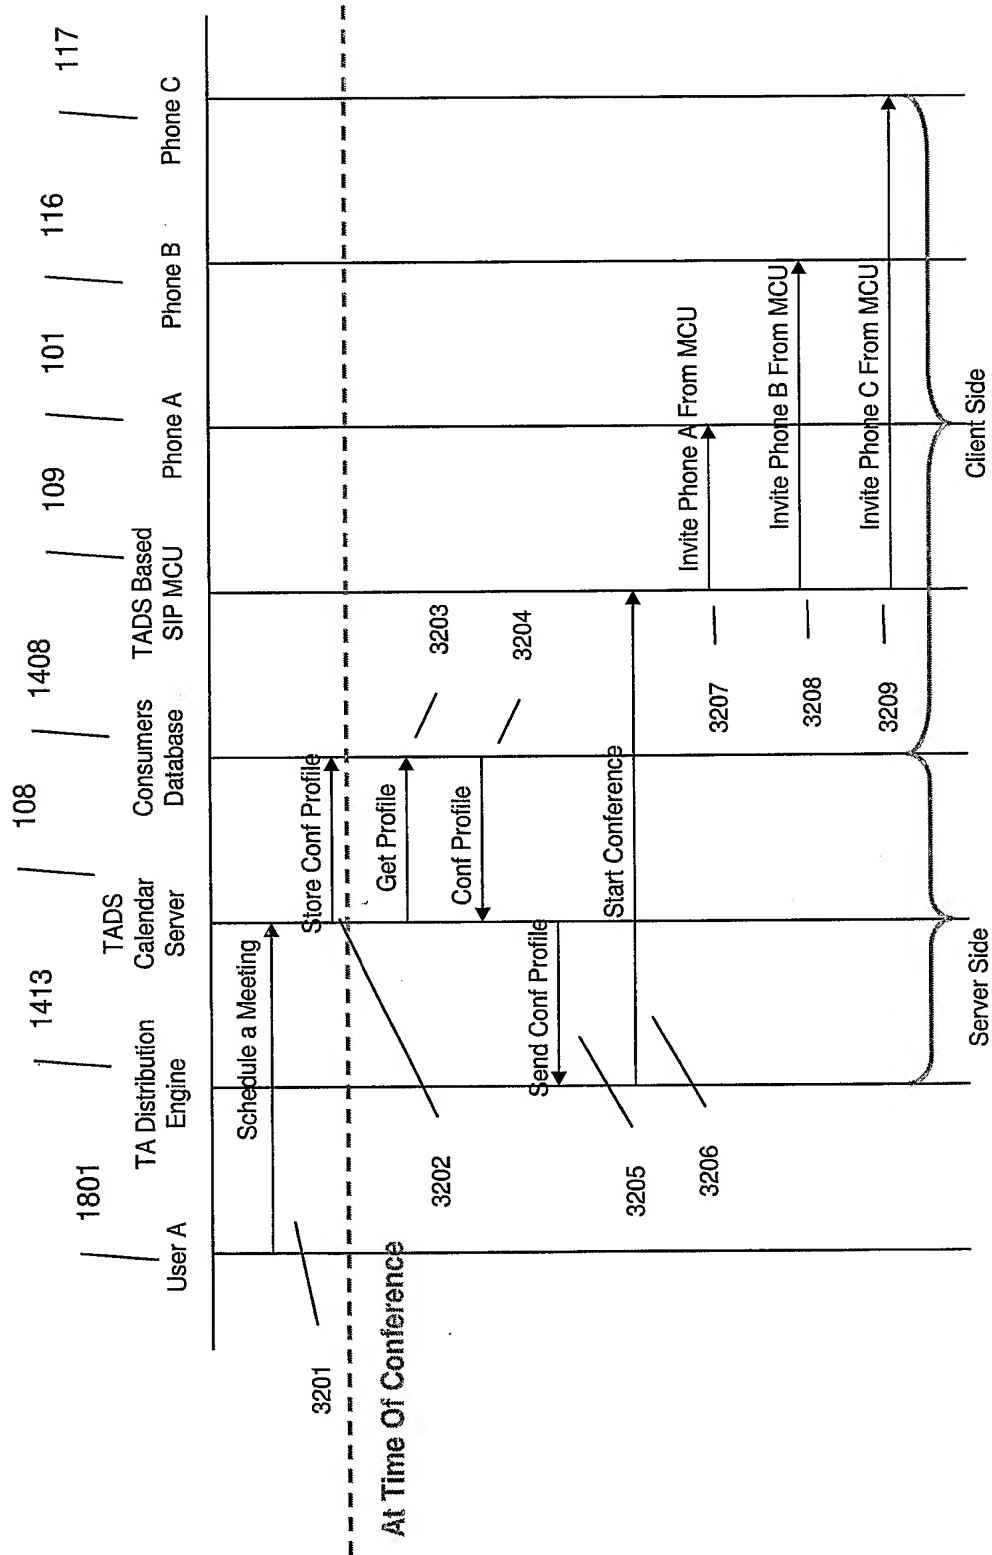 1801
1413
108
1408
109
101
116
117
User A
TA Distribution
Engine
TADS
Calendar
Server
Consumers
Database
TADS Based
SIP MCU
Phone A
Phone B
Phone C
Schedule a Meeting
3201
Store Conf Profile
3202
At Time Of Conference
Get Profile
3203
Conf Profile
3204
Send Conf Profile
3205
Start Conference
3206
Invite Phone A From MCU
3207
Invite Phone B From MCU
3208
Invite Phone C From MCU
3209
Server Side
Client Side